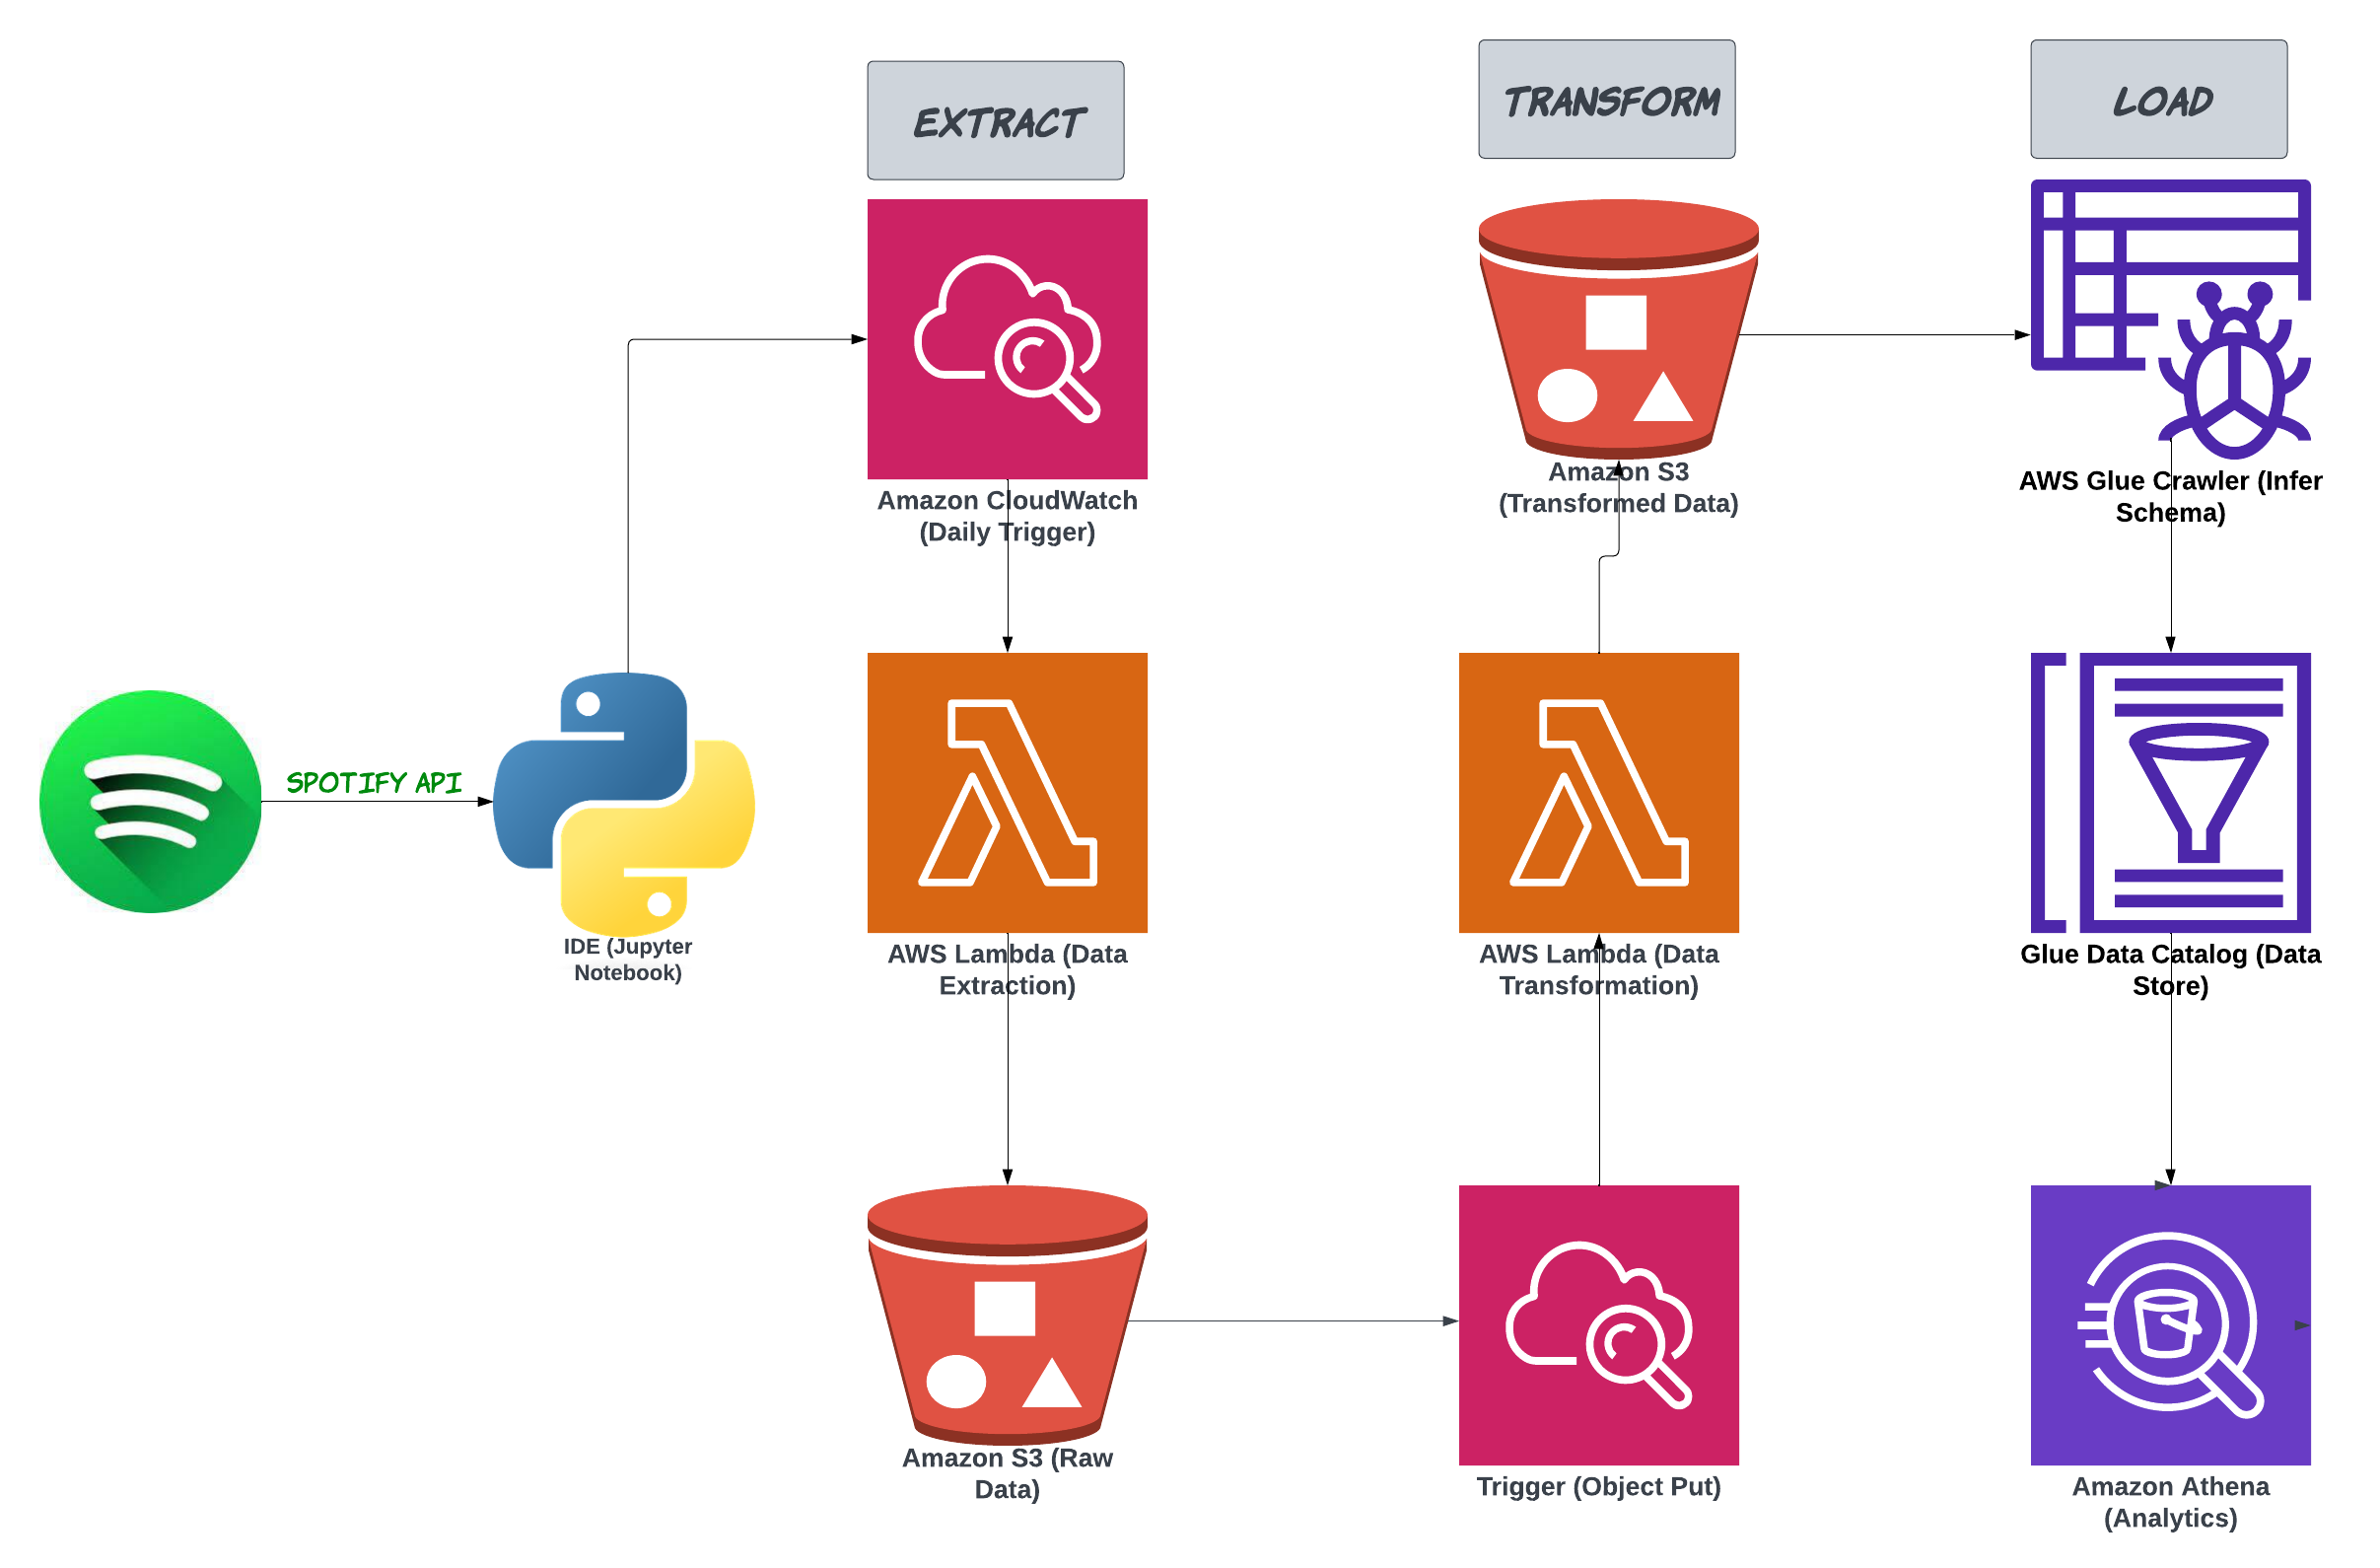 EXTRACT
TRANSFORM
LOAD
Amazon CloudWatch
(Daily Trigger)
Amazon S3
(Transformed Data)
AWS Glue Crawler (Infer
Schema)
SPOTIFY API
IDE (Jupyter
Notebook)
AWS Lambda (Data
Extraction)
AWS Lambda (Data
Transformation)
Glue Data Catalog (Data
Store)
Amazon S3 (Raw
Data)
Trigger (Object Put)
Amazon Athena
(Analytics)